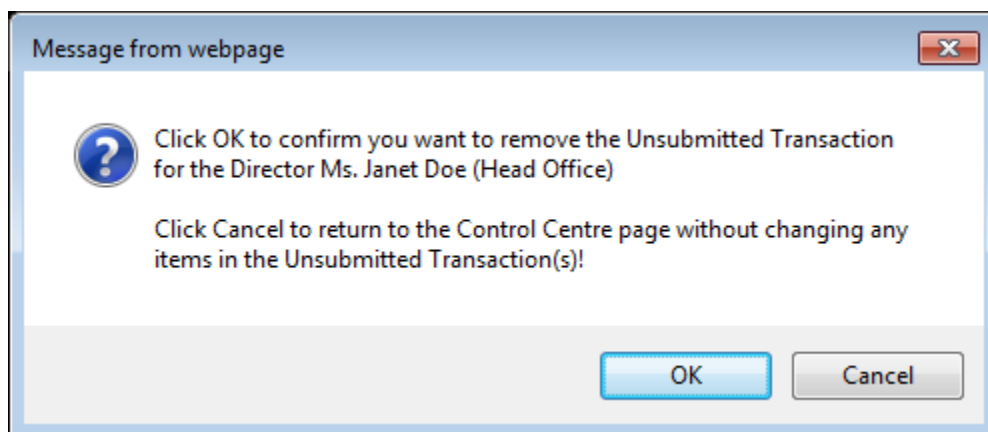 Message from webpage
Click OK to confirm you want to remove the Unsubmitted Transaction
for the Director Ms. Janet Doe (Head Office)
Click Cancel to return to the Control Centre page without changing any
items in the Unsubmitted Transaction(s)!
OK
Cancel